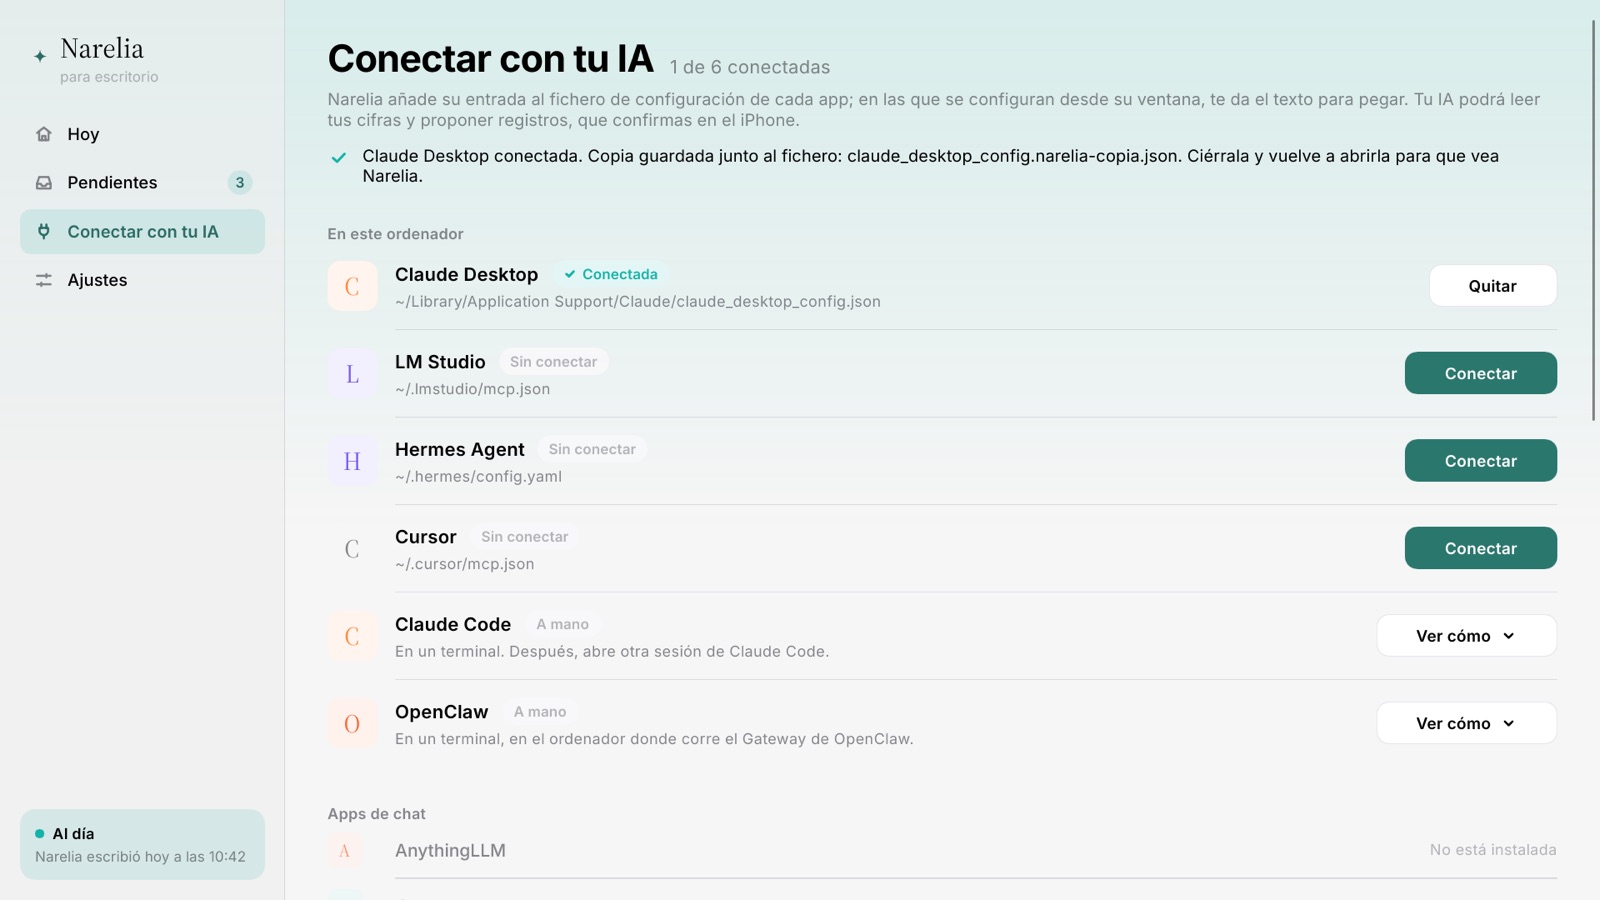 Narelia
para escritorio
Hoy
Pendientes 3
Conectar con tu IA
Ajustes
Al día
Narelia escribió hoy a las 10:42
Conectar con tu IA 1 de 6 conectadas
Narelia añade su entrada al fichero de configuración de cada app; en las que se configuran desde su ventana, te da el texto para pegar. Tu IA podrá leer
tus cifras y proponer registros, que confirmas en el iPhone.
Claude Desktop conectada. Copia guardada junto al fichero: claude_desktop_config.narelia-copia.json. Ciérrala y vuelve a abrirla para que vea
Narelia.
En este ordenador
C Claude Desktop Conectada
~/Library/Application Support/Claude/claude_desktop_config.json
Quitar
L LM Studio Sin conectar
~/.lmstudio/mcp.json
Conectar
H Hermes Agent Sin conectar
~/.hermes/config.yaml
Conectar
C Cursor Sin conectar
~/.cursor/mcp.json
Conectar
C Claude Code A mano
En un terminal. Después, abre otra sesión de Claude Code.
Ver cómo
O OpenClaw A mano
En un terminal, en el ordenador donde corre el Gateway de OpenClaw.
Ver cómo
Apps de chat
A AnythingLLM No está instalada